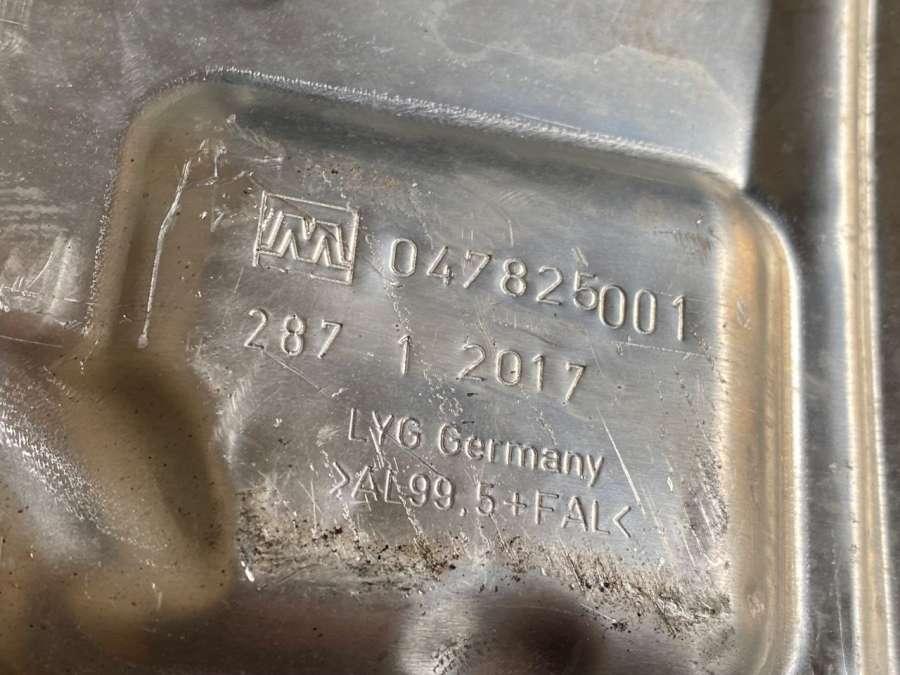 047825001
287 1 2017
LYG Germany
>AL99,5+FAL<